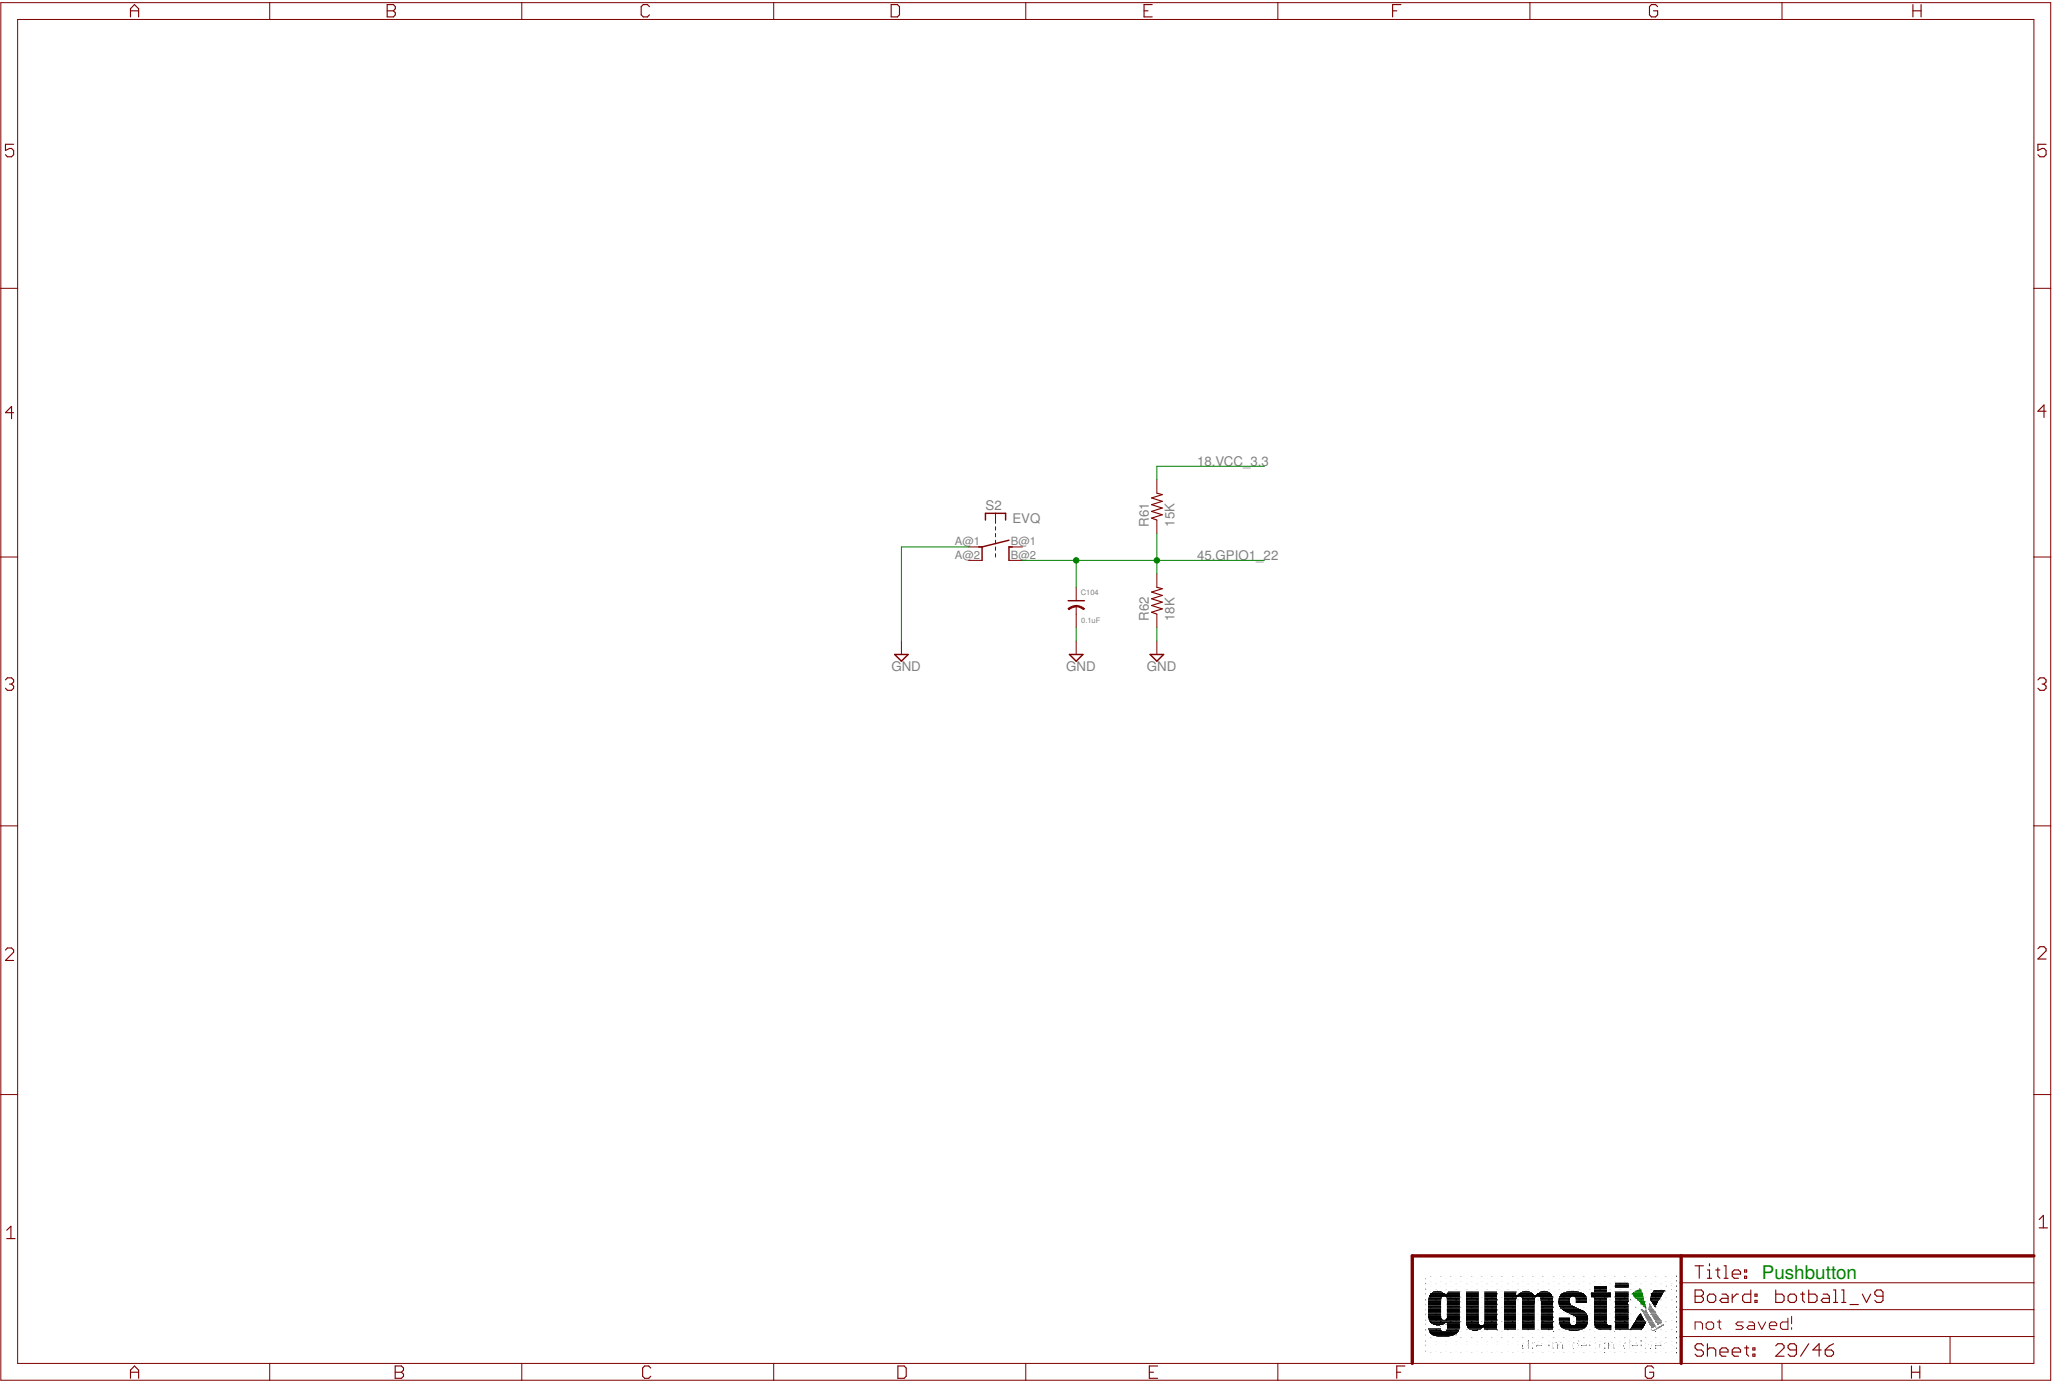 A B C D E F G H
5 5
4 4
18.VCC_3.3
S2
EVQ
R61 15K
A@1 B@1
A@2 B@2
45.GPIO1_22
C104
R62 18K
0.1uF
GND GND GND
3 3
2 2
1 1
gumstix
Title: Pushbutton
Board: botball_v9
not saved!
Sheet: 29/46
A B C D E F G H